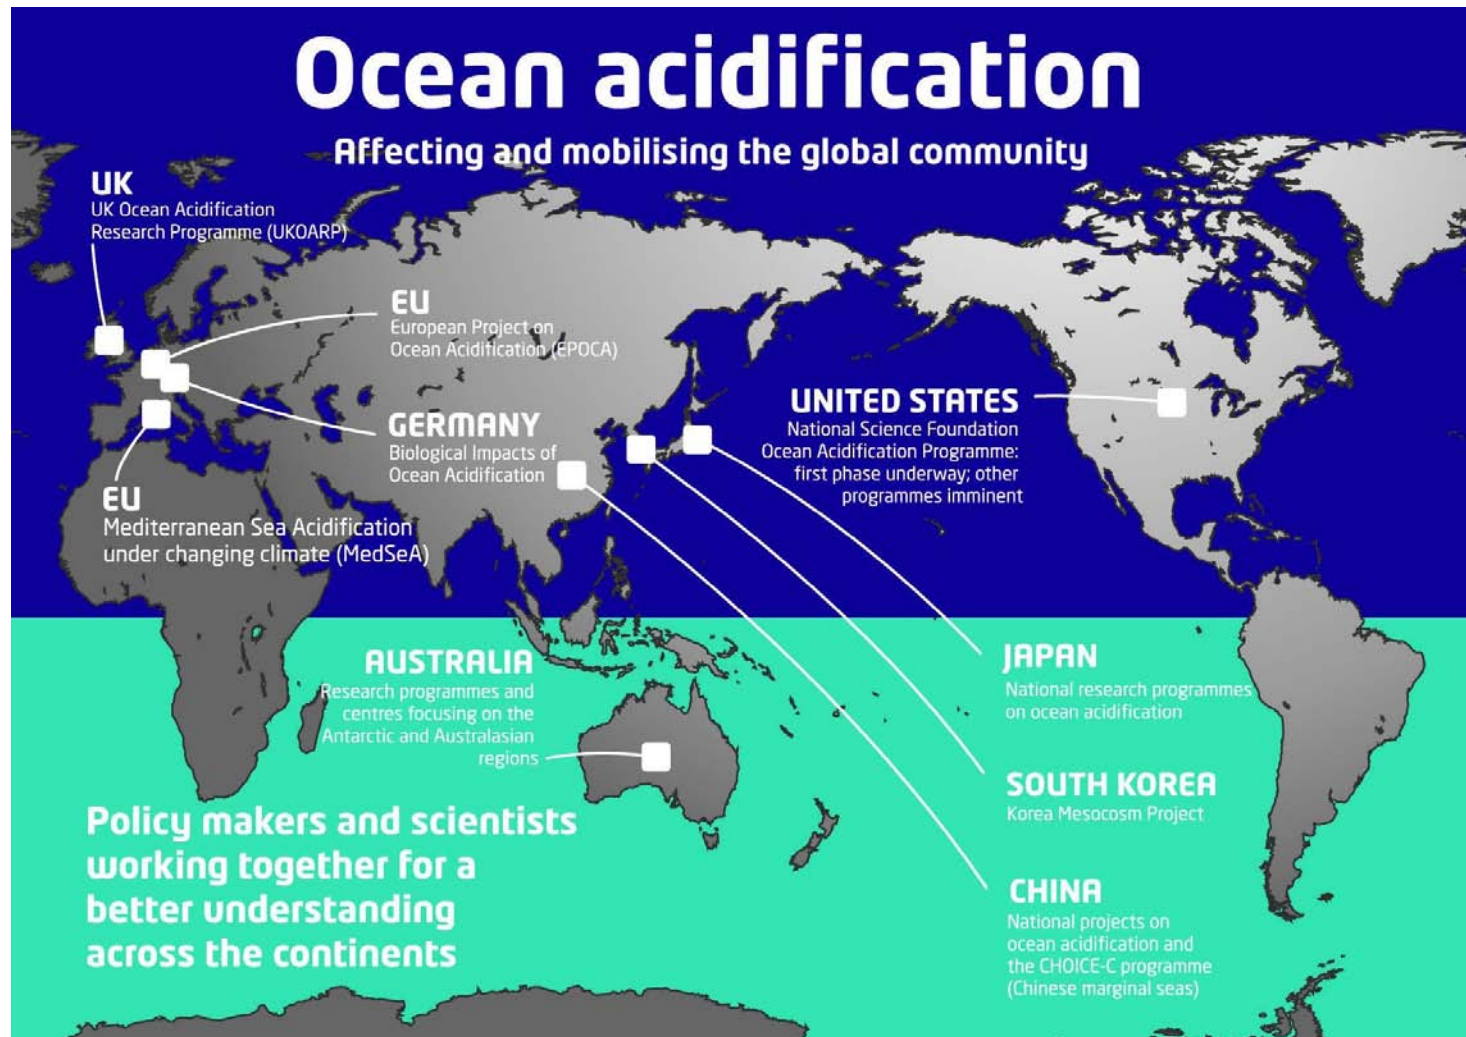 Ocean acidification
Affecting and mobilising the global community
UK
UK Ocean Acidification
Research Programme (UKOARP)
EU
European Project on
Ocean Acidification (EPOCA)
GERMANY
Biological Impacts of
Ocean Acidification
EU
Mediterranean Sea Acidification
under changing climate (MedSeA)
UNITED STATES
National Science Foundation
Ocean Acidification Programme:
first phase underway; other
programmes imminent
AUSTRALIA
Research programmes and
centres focusing on the
Antarctic and Australasian
regions
JAPAN
National research programmes
on ocean acidification
SOUTH KOREA
Korea Mesocosm Project
CHINA
National projects on
ocean acidification and
the CHOICE-C programme
(Chinese marginal seas)
Policy makers and scientists
working together for a
better understanding
across the continents